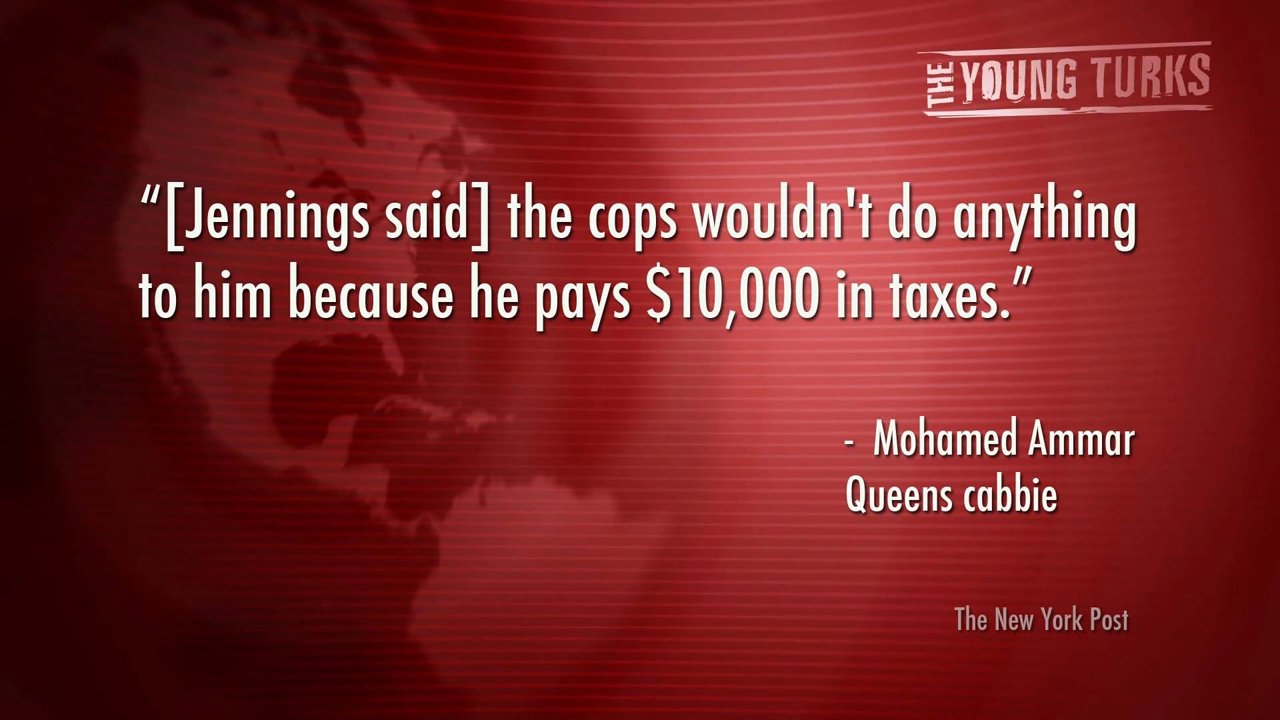 THE YOUNG TURKS
“[Jennings said] the cops wouldn't do anything
to him because he pays $10,000 in taxes.”
- Mohamed Ammar
Queens cabbie
The New York Post